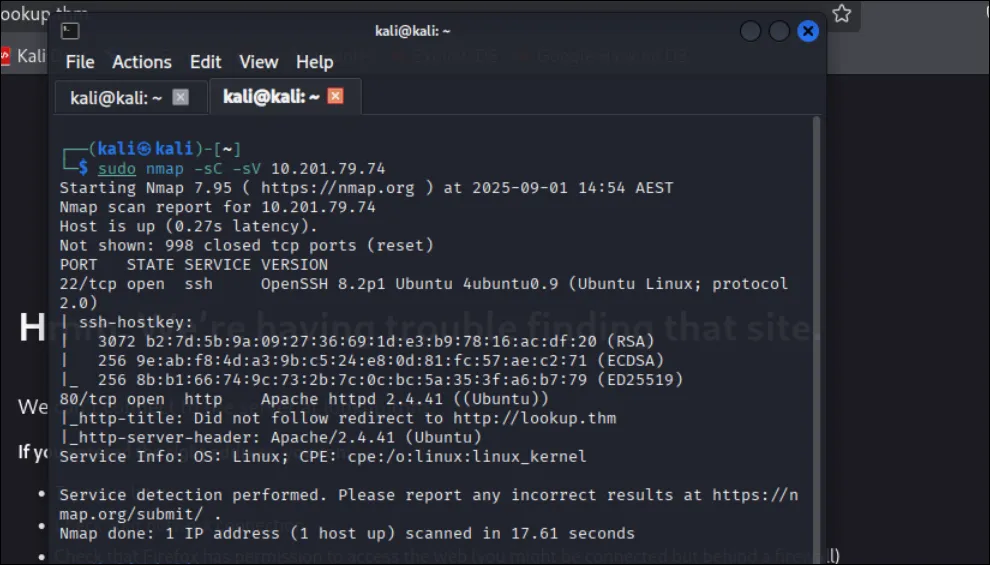 ookup.thm
kali@kali: ~
Kali
File Actions Edit View Help
kali@kali: ~
kali@kali: ~
┌──(kali㉿kali)-[~]
└─$ sudo nmap -sC -sV 10.201.79.74
Starting Nmap 7.95 ( https://nmap.org ) at 2025-09-01 14:54 AEST
Nmap scan report for 10.201.79.74
Host is up (0.27s latency).
Not shown: 998 closed tcp ports (reset)
PORT   STATE SERVICE VERSION
22/tcp open  ssh     OpenSSH 8.2p1 Ubuntu 4ubuntu0.9 (Ubuntu Linux; protocol
2.0)
| ssh-hostkey:
|   3072 b2:7d:5b:9a:09:27:36:69:1d:e3:b9:78:16:ac:df:20 (RSA)
|   256 9e:ab:f8:4d:a3:9b:c5:24:e8:0d:81:fc:57:ae:c2:71 (ECDSA)
|_  256 8b:b1:66:74:9c:73:2b:7c:0c:bc:5a:35:3f:a6:b7:79 (ED25519)
80/tcp open  http    Apache httpd 2.4.41 ((Ubuntu))
|_http-title: Did not follow redirect to http://lookup.thm
|_http-server-header: Apache/2.4.41 (Ubuntu)
Service Info: OS: Linux; CPE: cpe:/o:linux:linux_kernel
Service detection performed. Please report any incorrect results at https://n
map.org/submit/ .
Nmap done: 1 IP address (1 host up) scanned in 17.61 seconds
We're having trouble finding that site.
We
If yo
Check that Firefox has permission to access the web (you might be connected but behind a firewall)